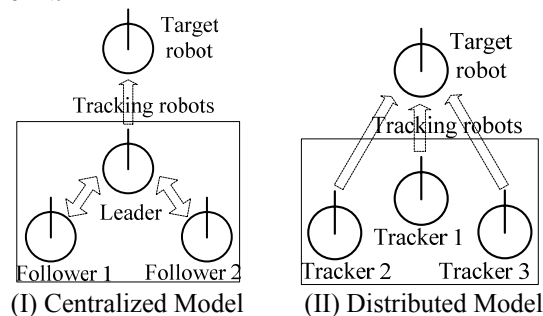 Target
robot
Tracking robots
Leader
Follower 1
Follower 2
(I) Centralized Model
Target
robot
Tracking robots
Tracker 1
Tracker 2
Tracker 3
(II) Distributed Model